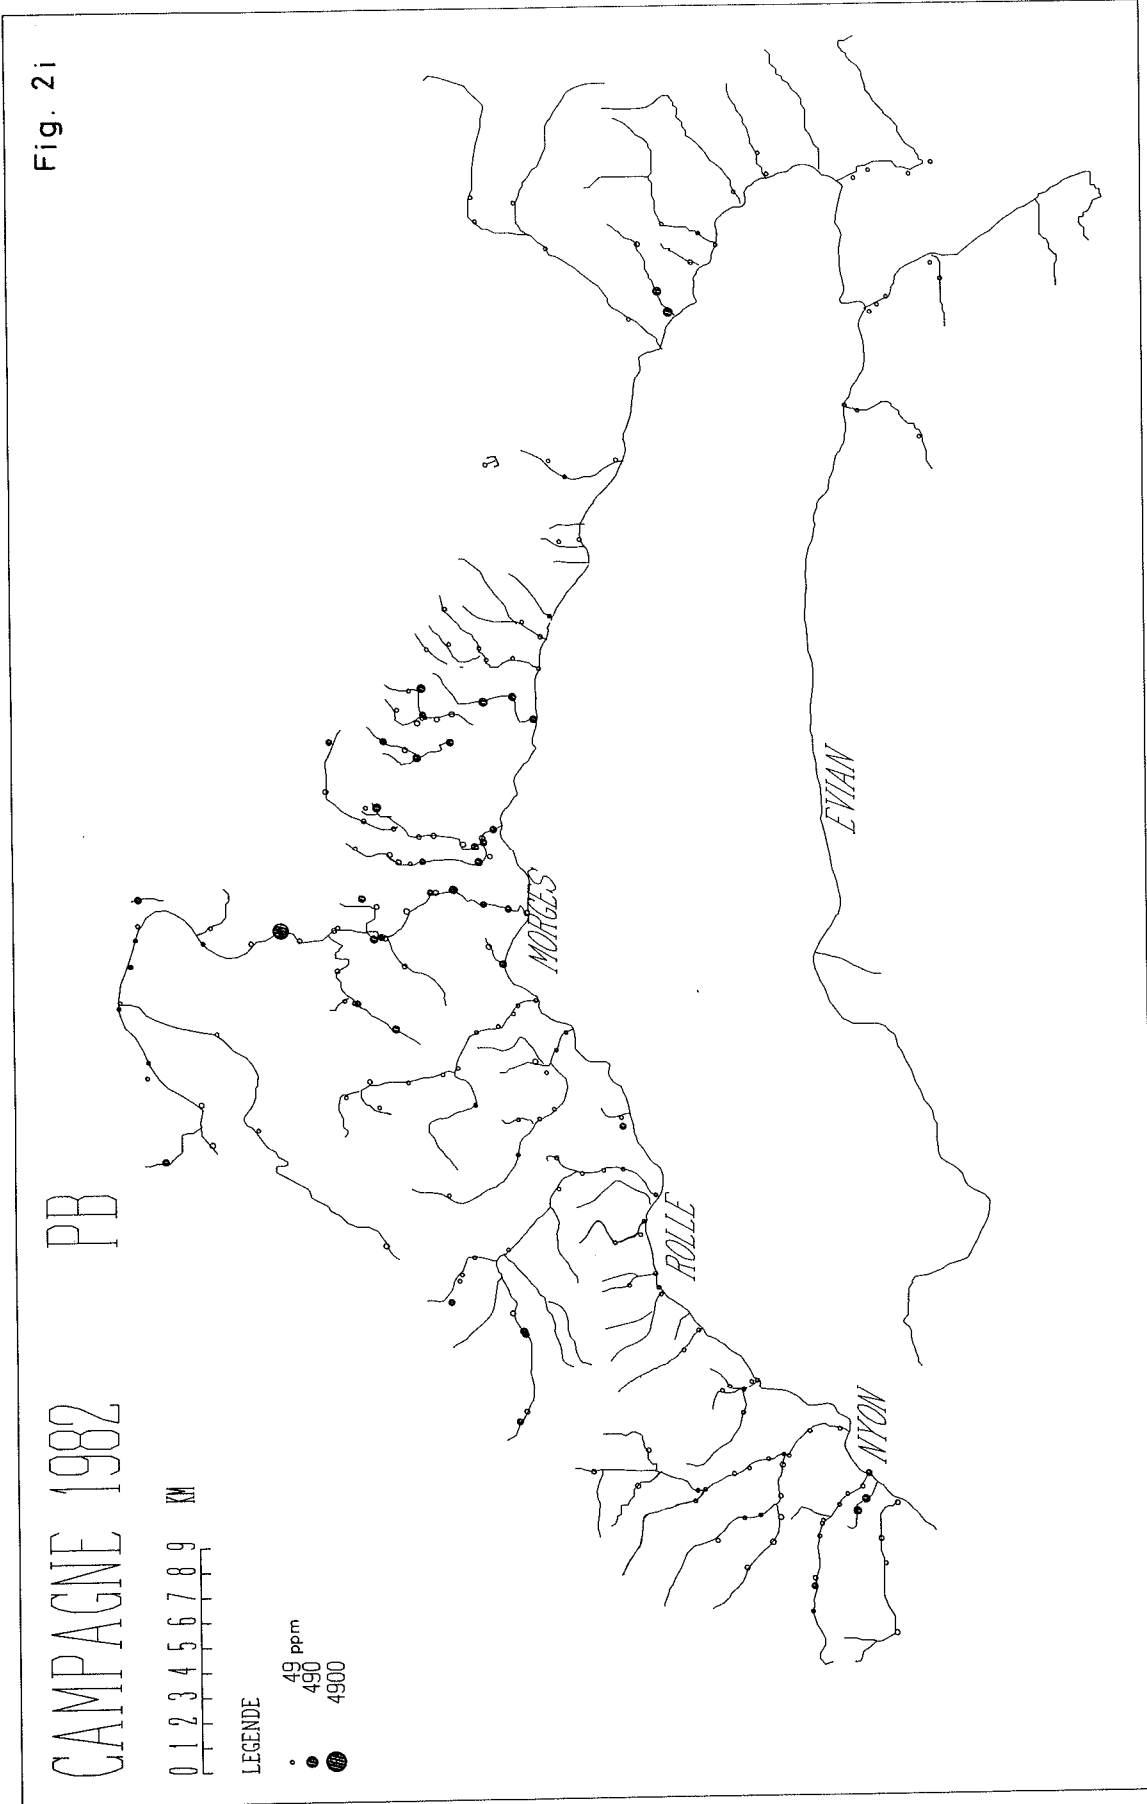 Fig. 2i
CAMPAGNE 1982 PB
0 1 2 3 4 5 6 7 8 9 KM
LEGENDE
49 ppm
490
4900
MORGES
EVIAN
ROLLE
NYON